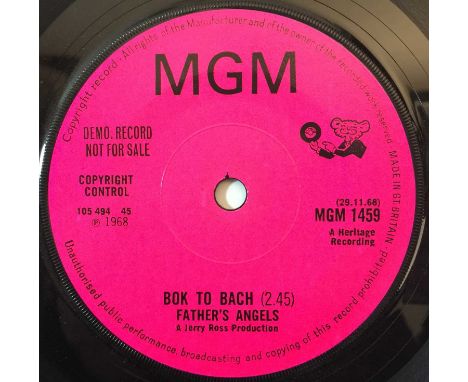 Copyright record - All rights of the Manufacturer and of the owner of the recorded work reserved.
MGM
DEMO. RECORD
NOT FOR SALE
COPYRIGHT
CONTROL
105 494 45
℗ 1968
MADE IN GT. BRITAIN
(29.11.68)
MGM 1459
A Heritage
Recording
BOK TO BACH (2.45)
FATHER'S ANGELS
A Jerry Ross Production
Unauthorised public performance, broadcasting and copying of this record prohibited.